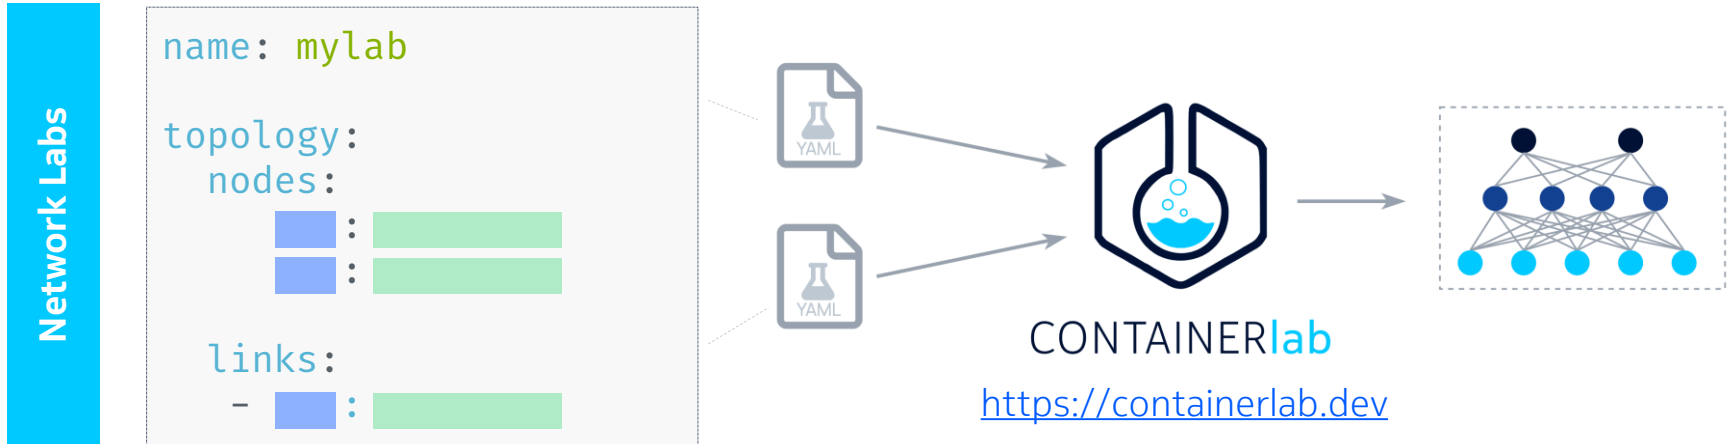 Network Labs
name: mylab
topology:
nodes:
:
:
links:
- :
YAML
YAML
CONTAINERlab
https://containerlab.dev